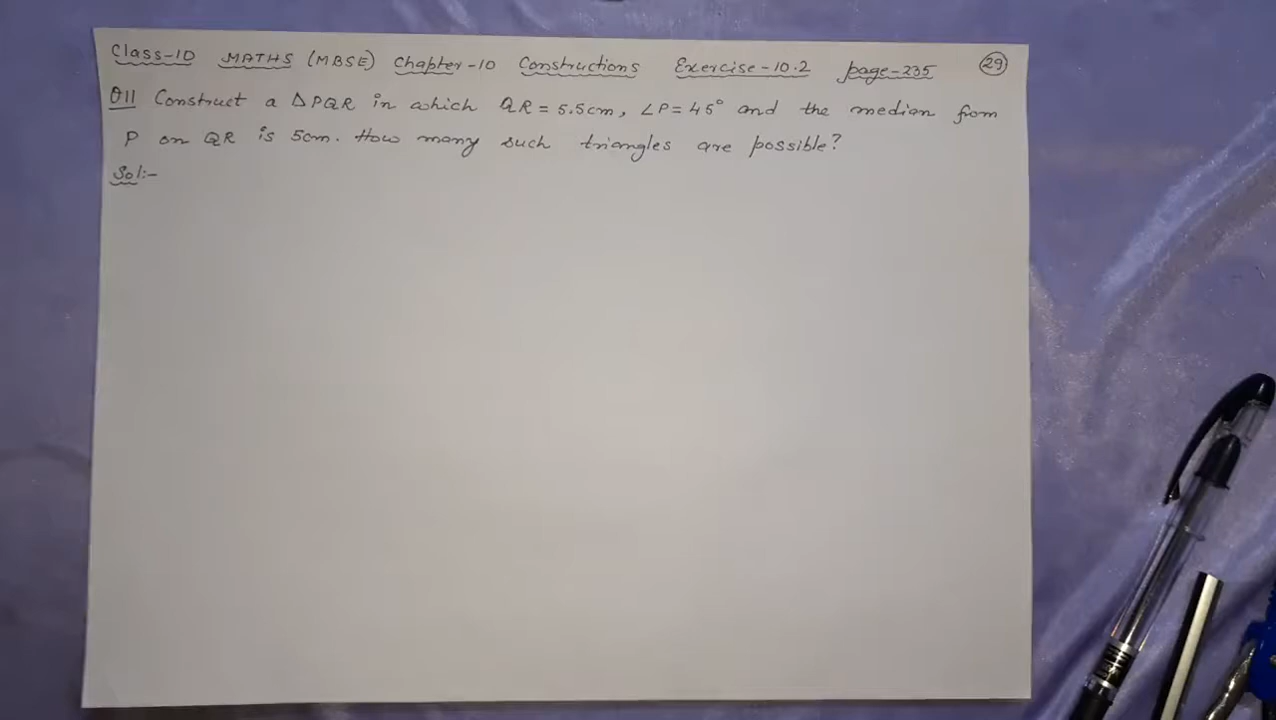 Class-10 MATHS (MBSE) Chapter-10 Constructions Exercise-10.2 page-235 29
Q11 Construct a △PQR in which QR = 5.5cm, ∠P = 45° and the median from
P on QR is 5cm. How many such triangles are possible?
Sol:-